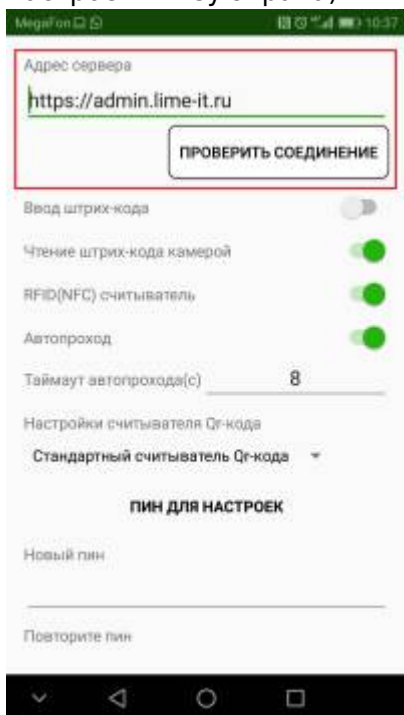 MegaFon 10:37
Адрес сервера
https://admin.lime-it.ru
ПРОВЕРИТЬ СОЕДИНЕНИЕ
Ввод штрих-кода
Чтение штрих-кода камерой
RFID(NFC) считыватель
Автопроход
Таймаут автопрохода(с) 8
Настройки считывателя Qr-кода
Стандартный считыватель Qr-кода
ПИН ДЛЯ НАСТРОЕК
Новый пин
Повторите пин